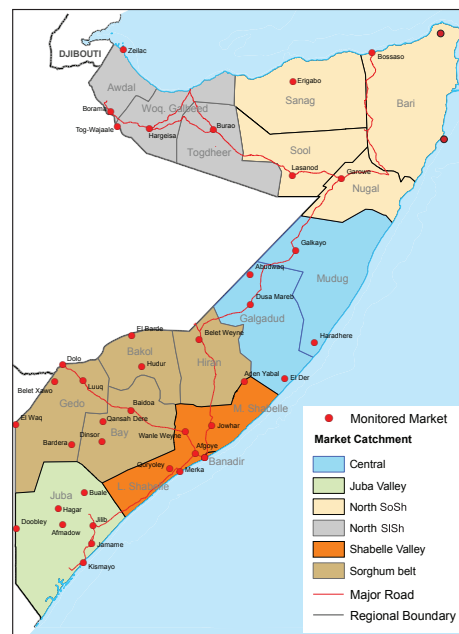 DJIBOUTI
Zeilac
Bossaso
Awdal
Erigabo
Sanag
Bari
Borama
Woq. Galbeed
Tog-Wajaale
Hargeisa
Burao
Togdheer
Sool
Lasanod
Garowe
Nugal
Galkayo
Abudwaq
Mudug
Dusa Mareb
Galgadud
El Barde
Belet Weyne
Haradhere
Bakol
Hiran
Dolo
Hudur
Aden Yabal
El Der
Belet Xawo
Luuq
Gedo
Baidoa
M. Shabelle
El Waq
Qansah Dere
Bay
Jowhar
Monitored Market
Dinsor
Wanle Weyne
Bardera
Afgoye
Banadir
Market Catchment
Qoryoley
Merka
Central
Juba
Buale
L. Shabelle
Juba Valley
Hagar
North SoSh
Doobley
Afmadow
Jilib
North SlSh
Jamame
Shabelle Valley
Kismayo
Sorghum belt
Major Road
Regional Boundary